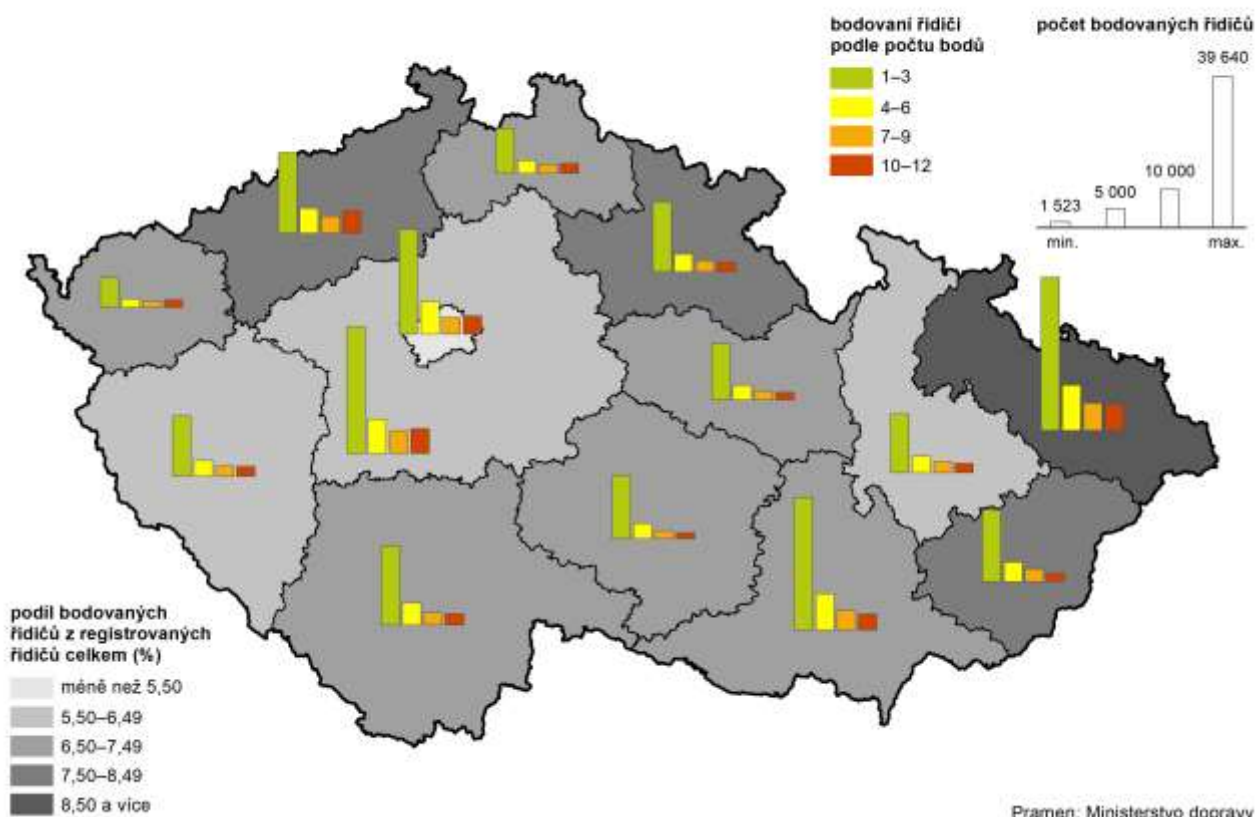 bodovaní řidiči
podle počtu bodů
1–3
4–6
7–9
10–12
počet bodovaných řidičů
39 640
10 000
5 000
1 523
min.
max.
podíl bodovaných
řidičů z registrovaných
řidičů celkem (%)
méně než 5,50
5,50–6,49
6,50–7,49
7,50–8,49
8,50 a více
Pramen: Ministerstvo dopravy